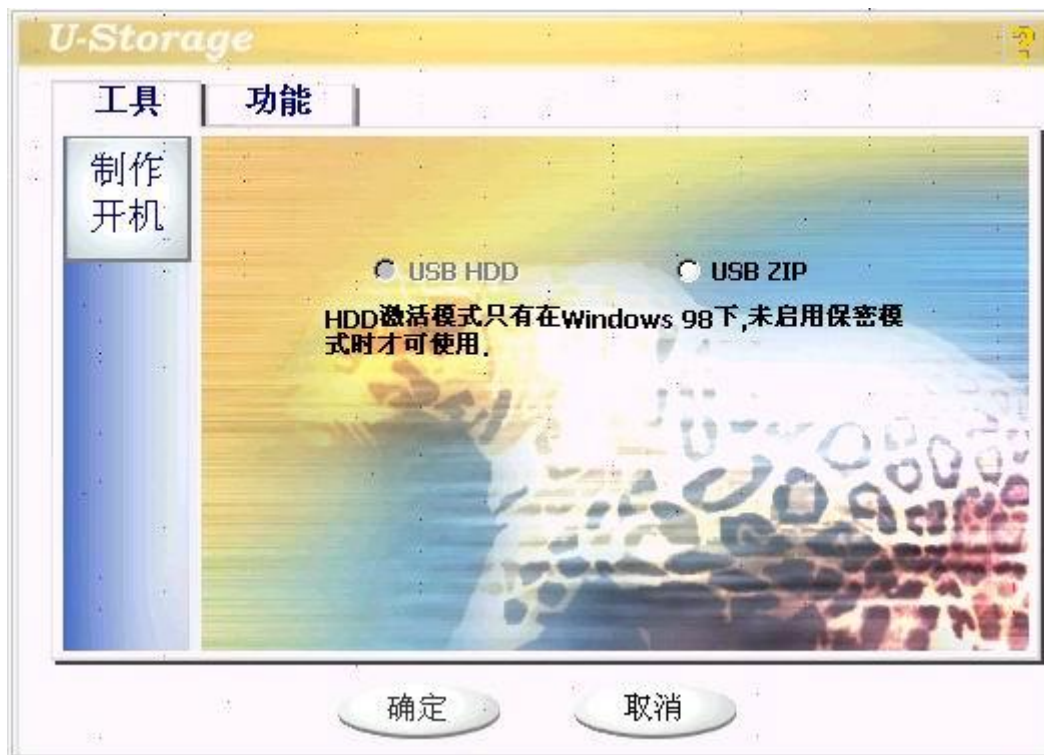 U-Storage
?
工具
功能
制作
开机
USB HDD
USB ZIP
HDD激活模式只有在Windows 98下,未启用保密模
式时才可使用.
确定
取消